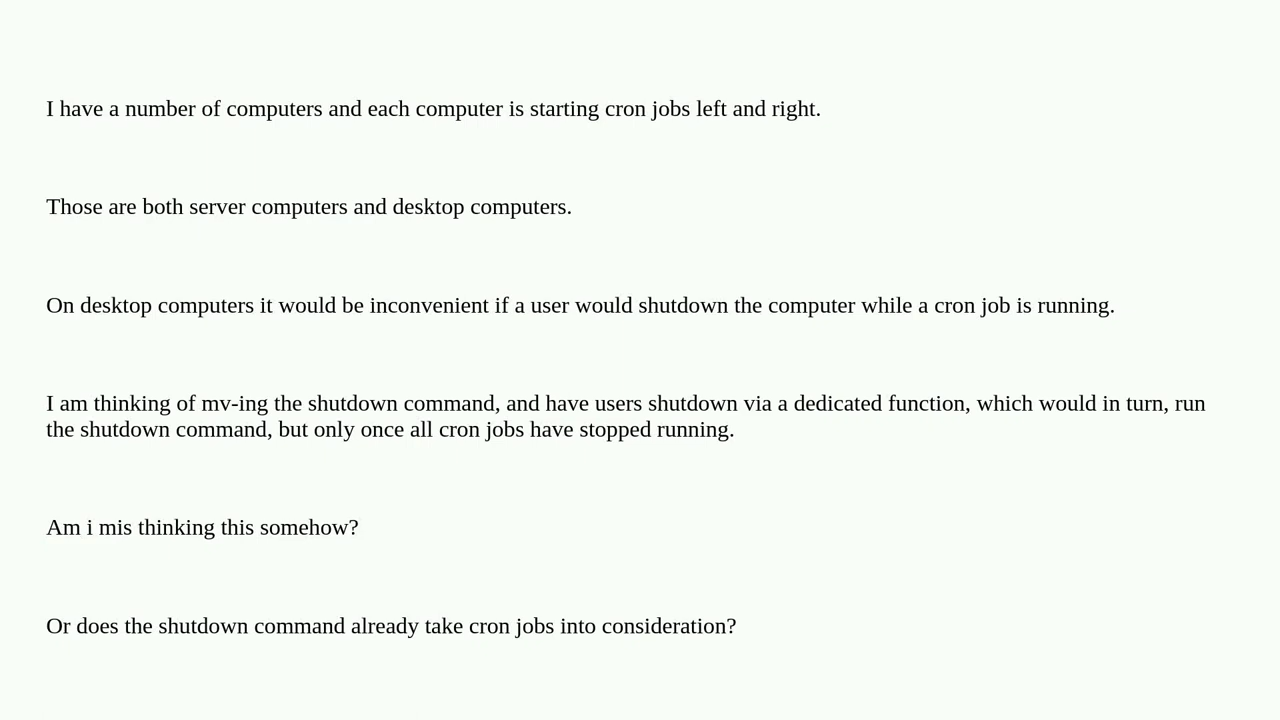 I have a number of computers and each computer is starting cron jobs left and right.
Those are both server computers and desktop computers.
On desktop computers it would be inconvenient if a user would shutdown the computer while a cron job is running.
I am thinking of mv-ing the shutdown command, and have users shutdown via a dedicated function, which would in turn, run
the shutdown command, but only once all cron jobs have stopped running.
Am i mis thinking this somehow?
Or does the shutdown command already take cron jobs into consideration?